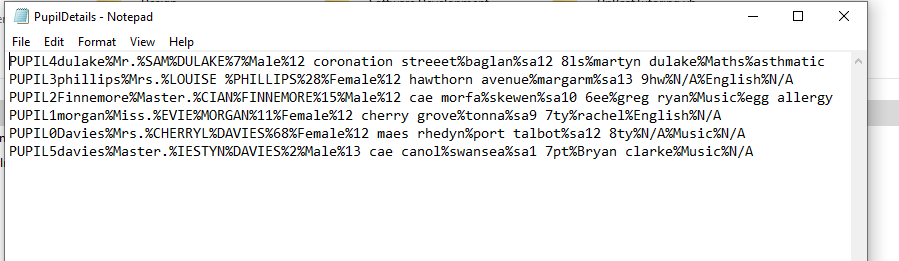 PupilDetails - Notepad
File Edit Format View Help
PUPIL4dulake%Mr.%SAM%DULAKE%7%Male%12 coronation streeet%baglan%sa12 8ls%martyn dulake%Maths%asthmatic
PUPIL3phillips%Mrs.%LOUISE %PHILLIPS%28%Female%12 hawthorn avenue%margarm%sa13 9hw%N/A%English%N/A
PUPIL2Finnemore%Master.%CIAN%FINNEMORE%15%Male%12 cae morfa%skewen%sa10 6ee%greg ryan%Music%egg allergy
PUPIL1morgan%Miss.%EVIE%MORGAN%11%Female%12 cherry grove%tonna%sa9 7ty%rachel%English%N/A
PUPIL0Davies%Mrs.%CHERRYL%DAVIES%68%Female%12 maes rhedyn%port talbot%sa12 8ty%N/A%Music%N/A
PUPIL5davies%Master.%IESTYN%DAVIES%2%Male%13 cae canol%swansea%sa1 7pt%Bryan clarke%Music%N/A